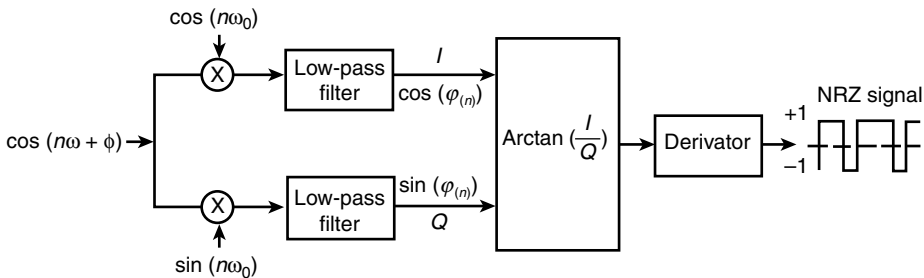 cos (nω₀)
X
Low-pass
filter
I
cos (φ₍ₙ₎)
cos (nω + ϕ)
Arctan (I/Q)
Derivator
NRZ signal
+1
–1
X
Low-pass
filter
sin (φ₍ₙ₎)
Q
sin (nω₀)